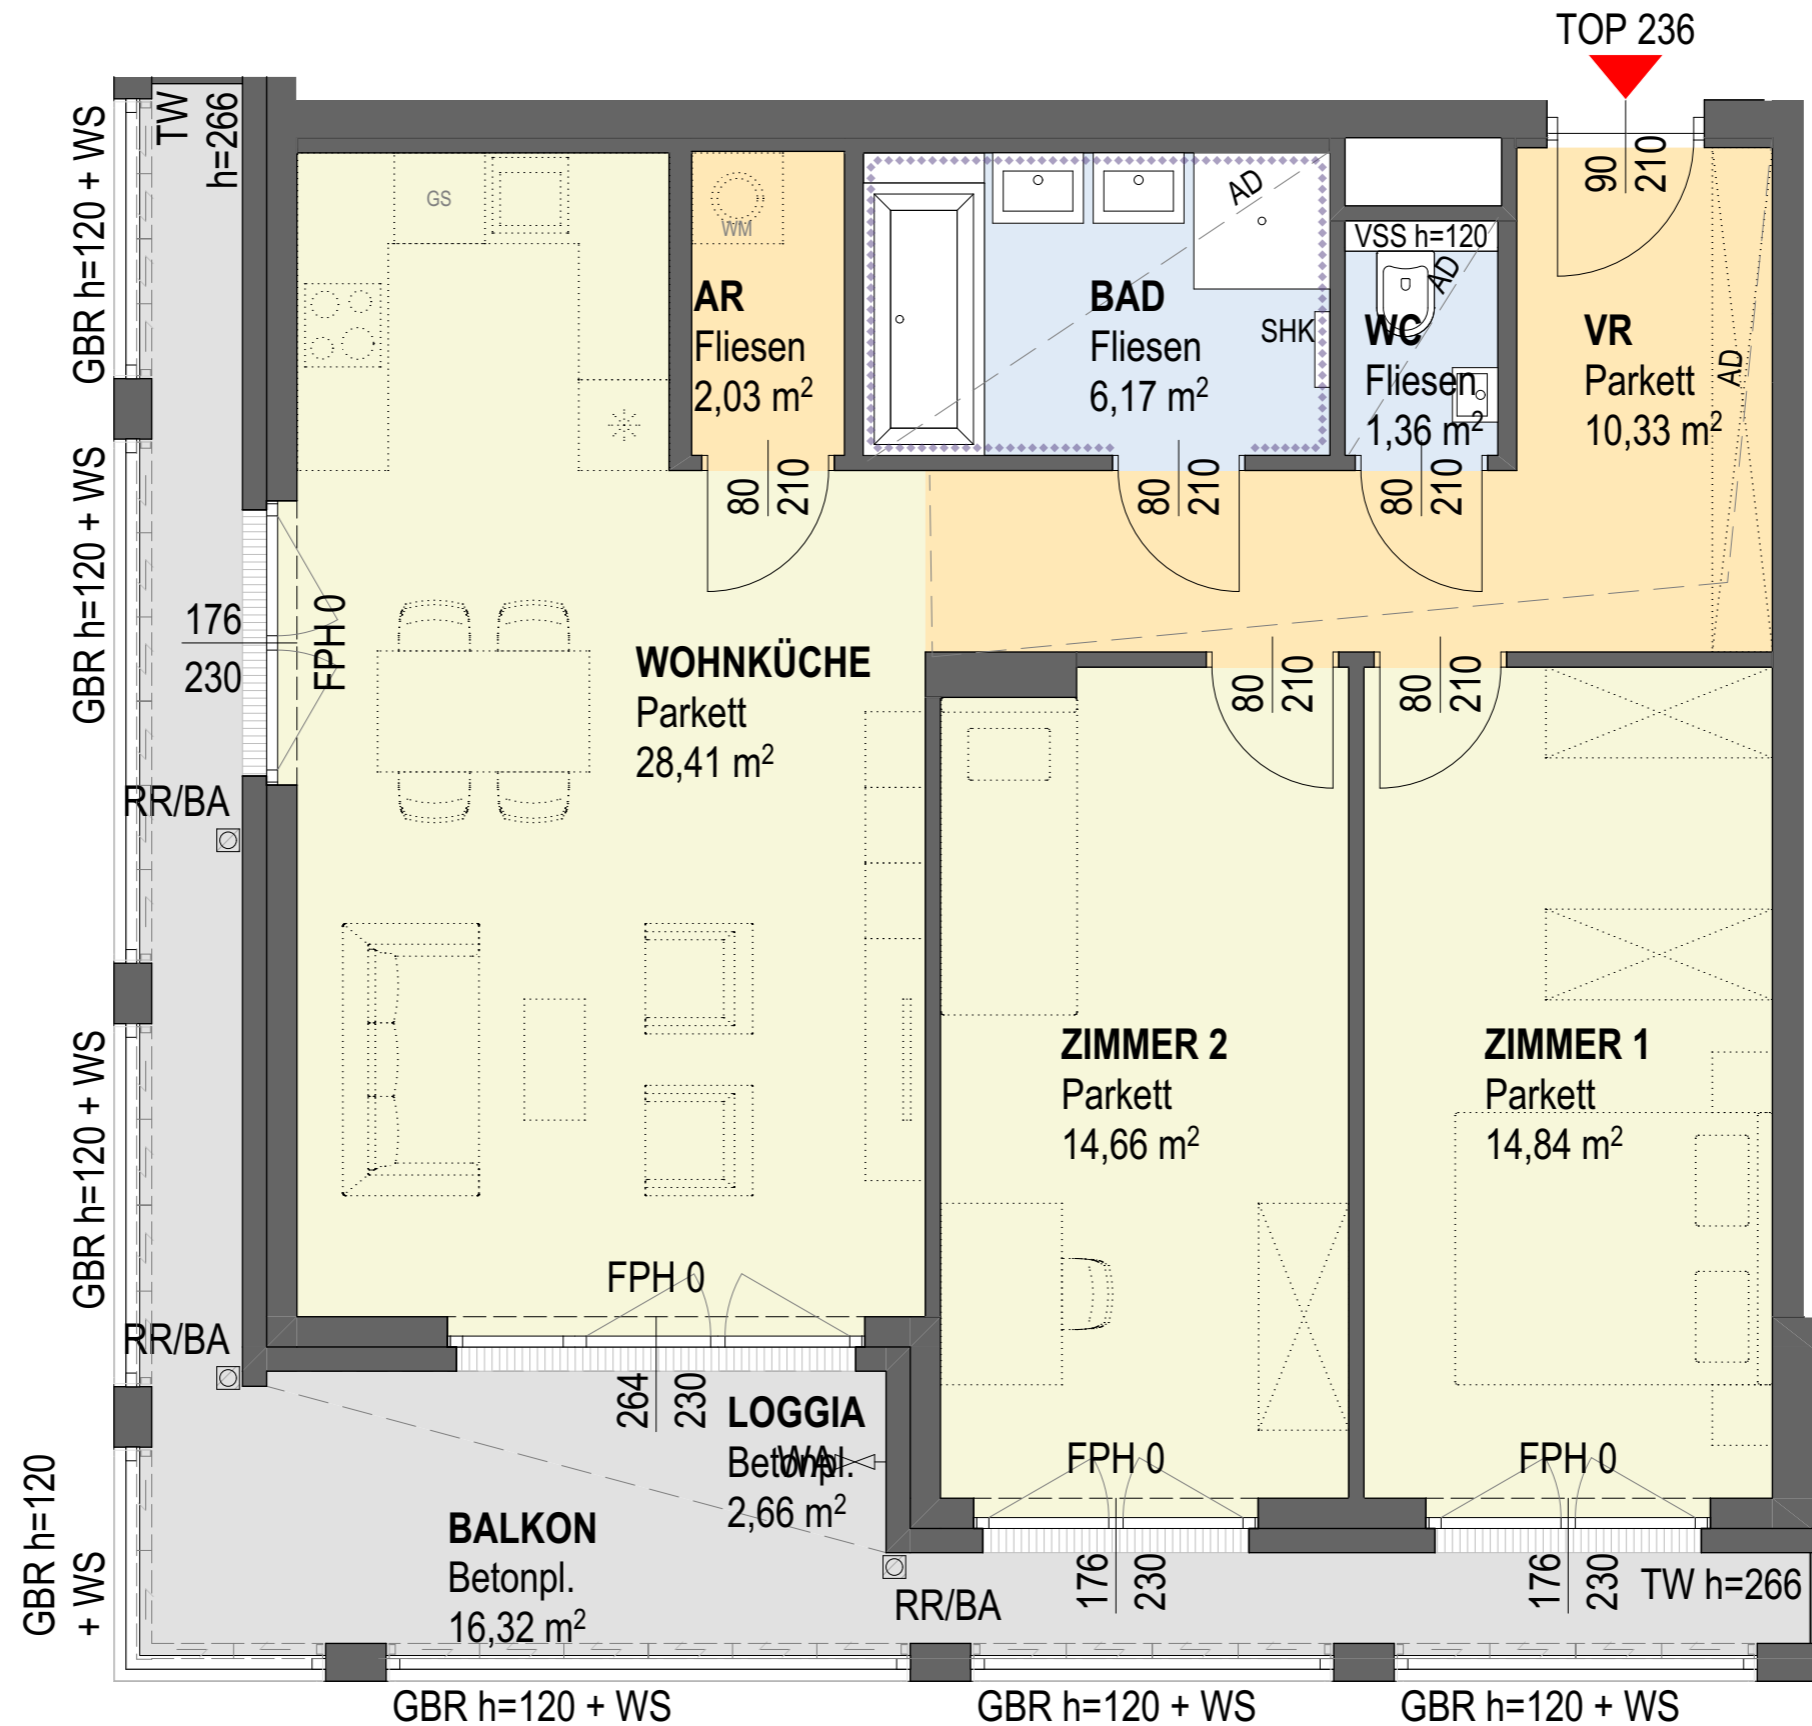 TOP 236
TW
h=266
90
210
GBR h=120 + WS
GS
WM
AD
VSS h=120
AD
AR
Fliesen
2,03 m²
BAD
Fliesen
6,17 m²
SHK
WC
Fliesen
1,36 m²
VR
Parkett
10,33 m²
AD
80
210
80
210
80
210
GBR h=120 + WS
176
230
FPH 0
WOHNKÜCHE
Parkett
28,41 m²
80
210
80
210
RR/BA
ZIMMER 2
Parkett
14,66 m²
ZIMMER 1
Parkett
14,84 m²
GBR h=120 + WS
FPH 0
RR/BA
264
230
LOGGIA
Betonpl.
2,66 m²
WA
FPH 0
FPH 0
BALKON
Betonpl.
16,32 m²
GBR h=120
+ WS
RR/BA
176
230
176
230
TW h=266
GBR h=120 + WS
GBR h=120 + WS
GBR h=120 + WS